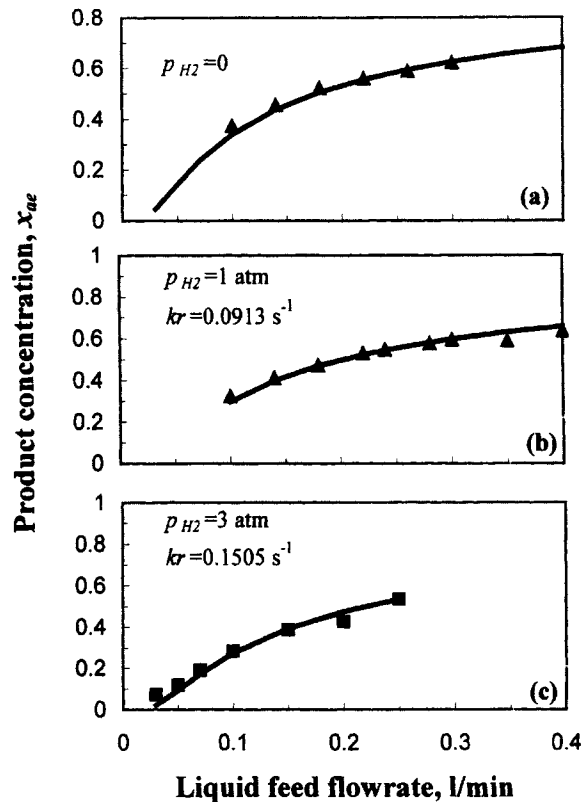 0.8
0.6
0.4
0.2
0
p H2 =0
(a)
Product concentration, xae
1
0.8
0.6
0.4
0.2
0
p H2 =1 atm
kr =0.0913 s-1
(b)
1
0.8
0.6
0.4
0.2
0
p H2 =3 atm
kr =0.1505 s-1
(c)
0 0.1 0.2 0.3 0.4
Liquid feed flowrate, l/min